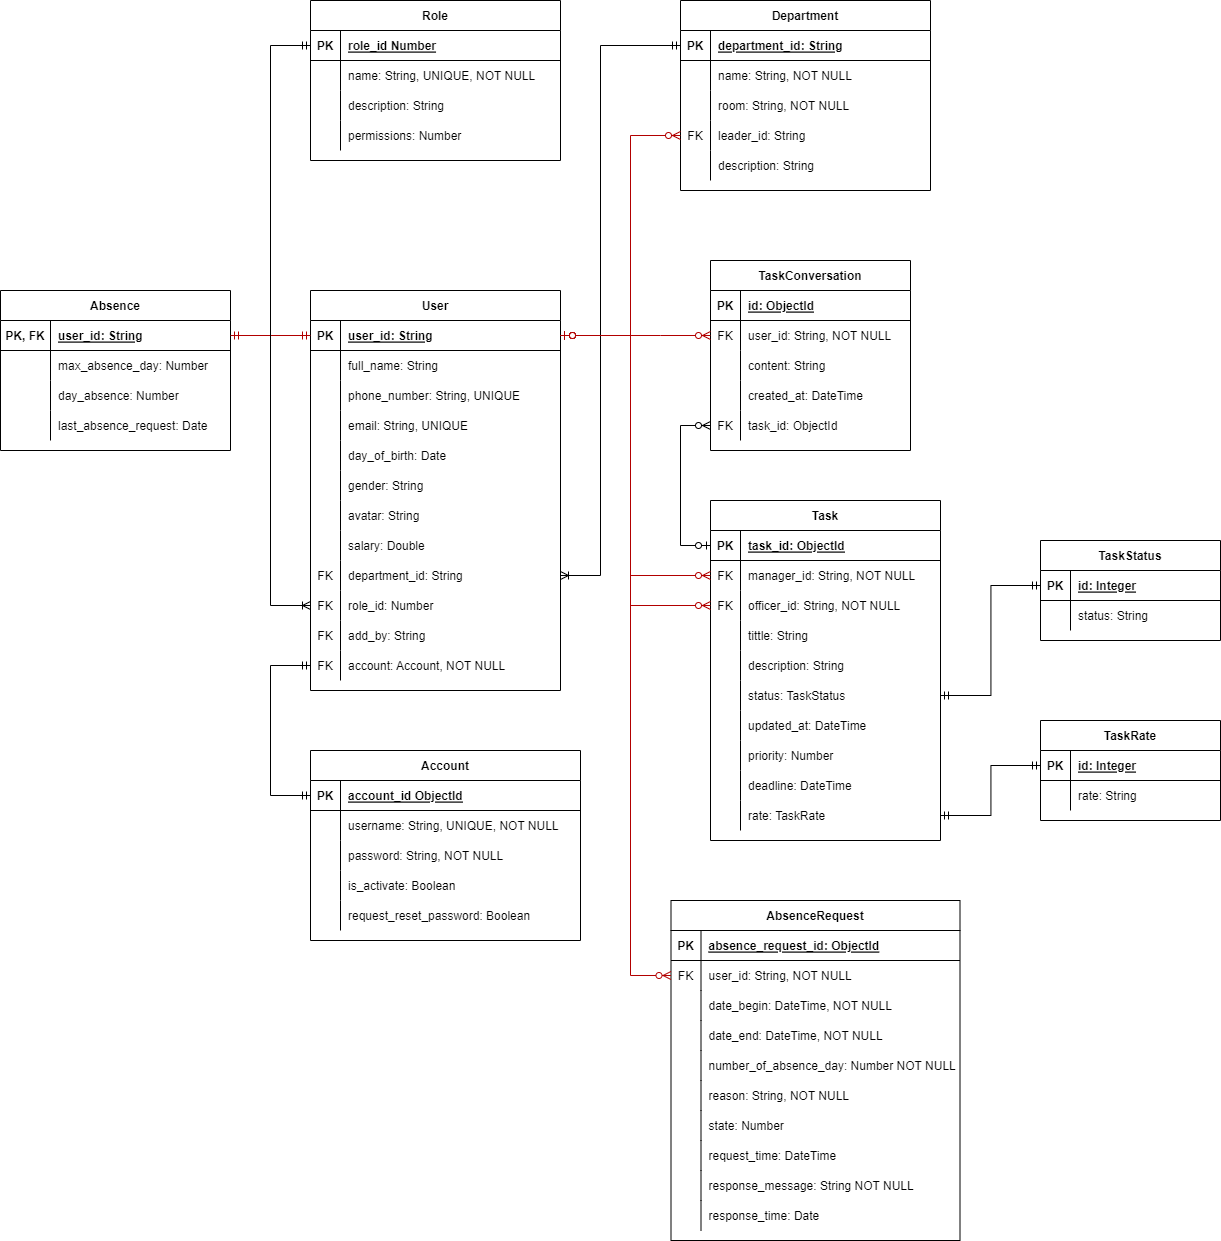 Role
PK role_id Number
name: String, UNIQUE, NOT NULL
description: String
permissions: Number
Department
PK department_id: String
name: String, NOT NULL
room: String, NOT NULL
FK leader_id: String
description: String
Absence
PK, FK user_id: String
max_absence_day: Number
day_absence: Number
last_absence_request: Date
User
PK user_id: String
full_name: String
phone_number: String, UNIQUE
email: String, UNIQUE
day_of_birth: Date
gender: String
avatar: String
salary: Double
FK department_id: String
FK role_id: Number
FK add_by: String
FK account: Account, NOT NULL
TaskConversation
PK id: ObjectId
FK user_id: String, NOT NULL
content: String
created_at: DateTime
FK task_id: ObjectId
Task
PK task_id: ObjectId
FK manager_id: String, NOT NULL
FK officer_id: String, NOT NULL
tittle: String
description: String
status: TaskStatus
updated_at: DateTime
priority: Number
deadline: DateTime
rate: TaskRate
TaskStatus
PK id: Integer
status: String
TaskRate
PK id: Integer
rate: String
Account
PK account_id ObjectId
username: String, UNIQUE, NOT NULL
password: String, NOT NULL
is_activate: Boolean
request_reset_password: Boolean
AbsenceRequest
PK absence_request_id: ObjectId
FK user_id: String, NOT NULL
date_begin: DateTime, NOT NULL
date_end: DateTime, NOT NULL
number_of_absence_day: Number NOT NULL
reason: String, NOT NULL
state: Number
request_time: DateTime
response_message: String NOT NULL
response_time: Date